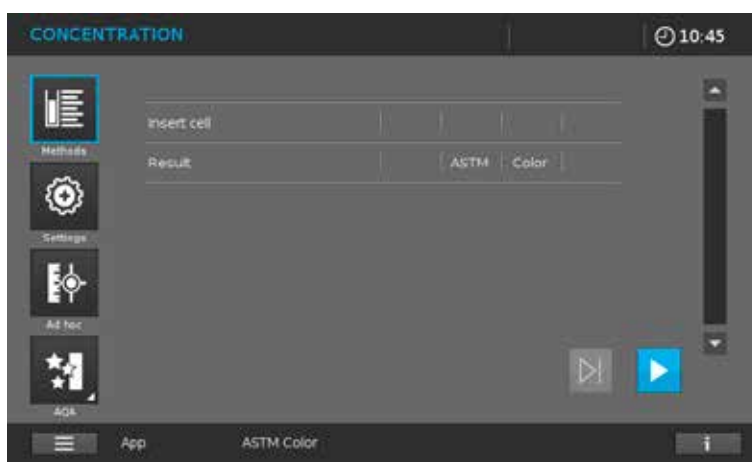 CONCENTRATION 10:45
Methods
Insert cell
Result ASTM Color
Settings
Ad hoc
AQA
App ASTM Color i